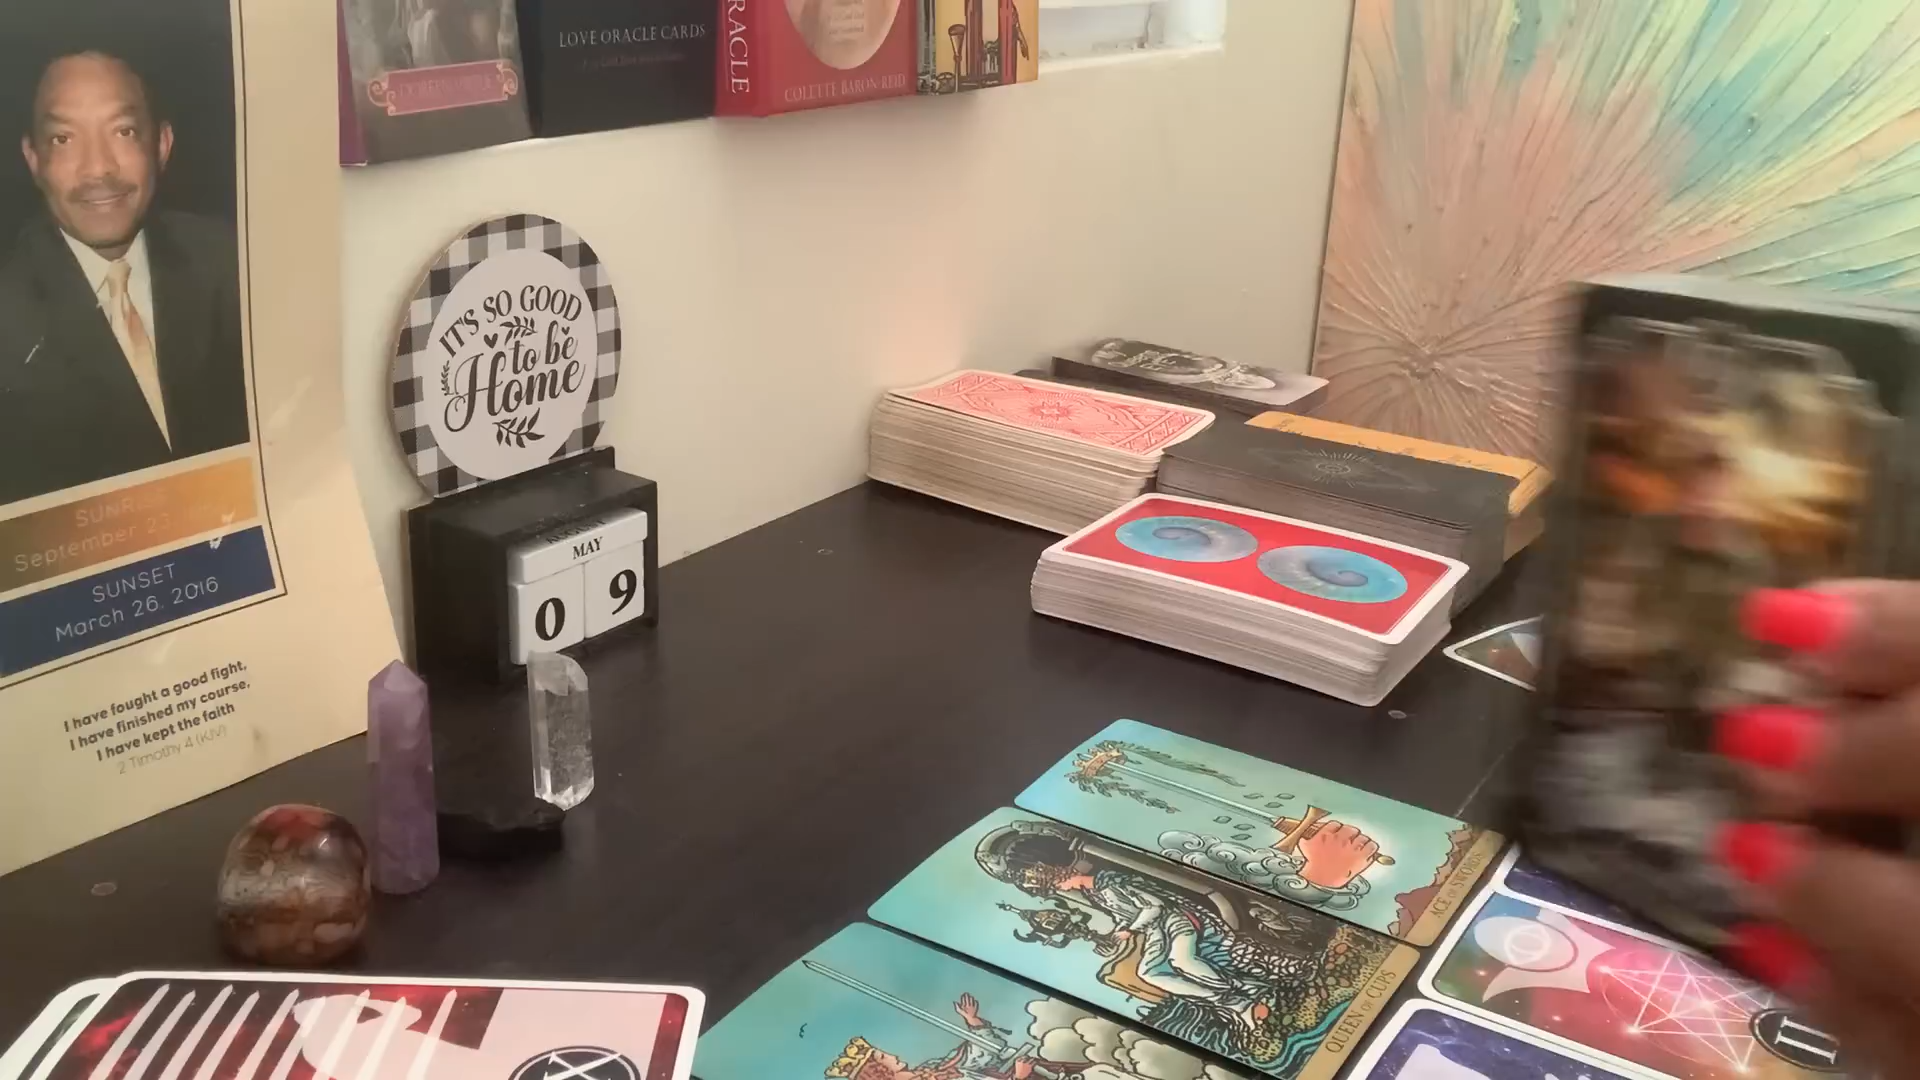 LOVE ORACLE CARDS
ORACLE
COLETTE BARON-REID
IT'S SO GOOD
to be
Home
MAY
0 9
SUNRISE
September
SUNSET
March 26, 2016
I have fought a good fight,
I have finished my course,
I have kept the faith
2 Timothy 4 (KJV)
ACE OF SWORDS
QUEEN OF CUPS
II
X